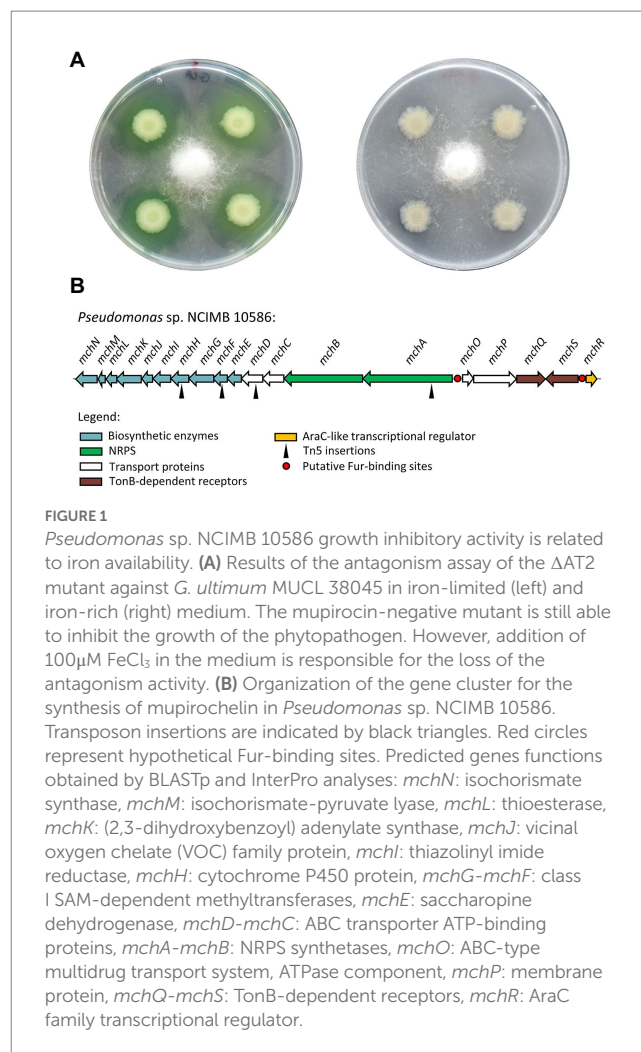 A
B
Pseudomonas sp. NCIMB 10586:
mchN mchM mchL mchK mchJ mchI mchH mchG mchF mchE mchD mchC mchB mchA mchO mchP mchQ mchS mchR
Legend:
Biosynthetic enzymes
NRPS
Transport proteins
TonB-dependent receptors
AraC-like transcriptional regulator
Tn5 insertions
Putative Fur-binding sites
FIGURE 1
Pseudomonas sp. NCIMB 10586 growth inhibitory activity is related
to iron availability. (A) Results of the antagonism assay of the ΔAT2
mutant against G. ultimum MUCL 38045 in iron-limited (left) and
iron-rich (right) medium. The mupirocin-negative mutant is still able
to inhibit the growth of the phytopathogen. However, addition of
100μM FeCl₃ in the medium is responsible for the loss of the
antagonism activity. (B) Organization of the gene cluster for the
synthesis of mupirochelin in Pseudomonas sp. NCIMB 10586.
Transposon insertions are indicated by black triangles. Red circles
represent hypothetical Fur-binding sites. Predicted genes functions
obtained by BLASTp and InterPro analyses: mchN: isochorismate
synthase, mchM: isochorismate-pyruvate lyase, mchL: thioesterase,
mchK: (2,3-dihydroxybenzoyl) adenylate synthase, mchJ: vicinal
oxygen chelate (VOC) family protein, mchI: thiazolinyl imide
reductase, mchH: cytochrome P450 protein, mchG-mchF: class
I SAM-dependent methyltransferases, mchE: saccharopine
dehydrogenase, mchD-mchC: ABC transporter ATP-binding
proteins, mchA-mchB: NRPS synthetases, mchO: ABC-type
multidrug transport system, ATPase component, mchP: membrane
protein, mchQ-mchS: TonB-dependent receptors, mchR: AraC
family transcriptional regulator.